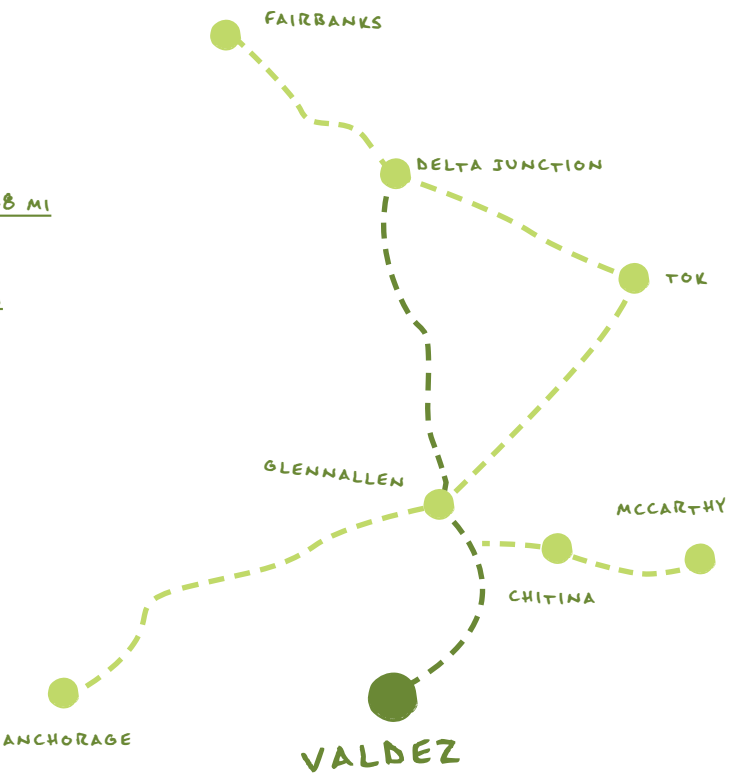 FAIRBANKS
DELTA JUNCTION
8 MI
TOK
GLENNALLEN
MCCARTHY
CHITINA
ANCHORAGE
VALDEZ